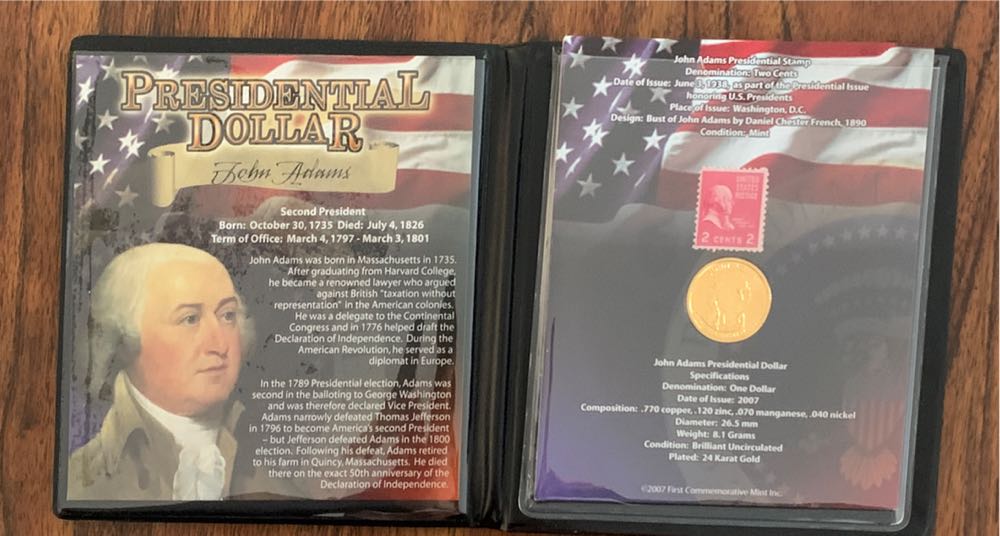 PRESIDENTIAL
DOLLAR
John Adams
Second President
Born: October 30, 1735 Died: July 4, 1826
Term of Office: March 4, 1797 - March 3, 1801
John Adams was born in Massachusetts in 1735.
After graduating from Harvard College,
he became a renowned lawyer who argued
against British "taxation without
representation" in the American colonies.
He was a delegate to the Continental
Congress and in 1776 helped draft the
Declaration of Independence. During the
American Revolution, he served as a
diplomat in Europe.
In the 1789 Presidential election, Adams was
second in the balloting to George Washington
and was therefore declared Vice President.
Adams narrowly defeated Thomas Jefferson
in 1796 to become America's second President
– but Jefferson defeated Adams in the 1800
election. Following his defeat, Adams retired
to his farm in Quincy, Massachusetts. He died
there on the exact 50th anniversary of the
Declaration of Independence.
John Adams Presidential Stamp
Denomination: Two Cents
Date of Issue: June 3, 1938, as part of the Presidential Issue
honoring U.S. Presidents
Place of Issue: Washington, D.C.
Design: Bust of John Adams by Daniel Chester French, 1890
Condition: Mint
UNITED
STATES
POSTAGE
2 CENTS 2
John Adams Presidential Dollar
Specifications
Denomination: One Dollar
Date of Issue: 2007
Composition: .770 copper, .120 zinc, .070 manganese, .040 nickel
Diameter: 26.5 mm
Weight: 8.1 Grams
Condition: Brilliant Uncirculated
Plated: 24 Karat Gold
©2007 First Commemorative Mint Inc.